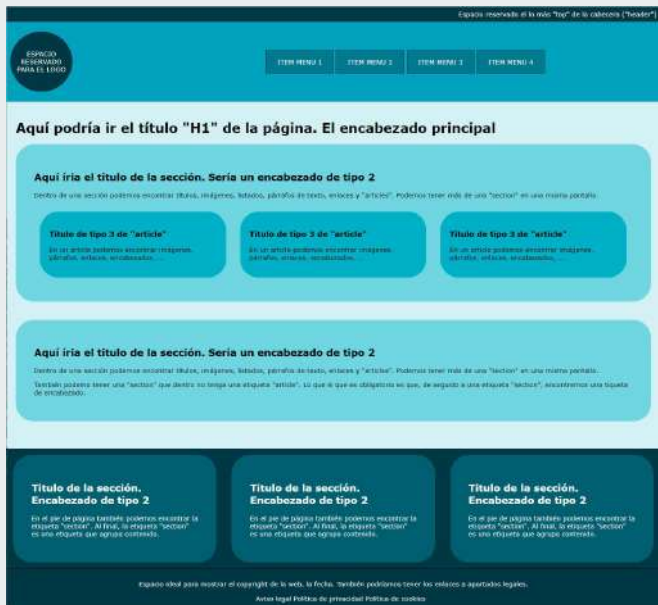 Espacio reservado al lo más "top" de la cabecera ("header")
ESPACIO
RESERVADO
PARA EL LOGO
ITEM MENU 1
ITEM MENU 2
ITEM MENU 3
ITEM MENU 4
Aquí podría ir el título "H1" de la página. El encabezado principal
Aquí iría el título de la sección. Sería un encabezado de tipo 2
Dentro de una sección podemos encontrar títulos, imágenes, listados, párrafos de texto, enlaces y "articles". Podemos tener más de una "section" en una misma pantalla.
Título de tipo 3 de "article"
En un article podemos encontrar imágenes,
párrafos, enlaces, encabezados, ...
Título de tipo 3 de "article"
En un article podemos encontrar imágenes,
párrafos, enlaces, encabezados, ...
Título de tipo 3 de "article"
En un article podemos encontrar imágenes,
párrafos, enlaces, encabezados, ...
Aquí iría el título de la sección. Sería un encabezado de tipo 2
Dentro de una sección podemos encontrar títulos, imágenes, listados, párrafos de texto, enlaces y "articles". Podemos tener más de una "section" en una misma pantalla.
También podemos tener una "section" que dentro no tenga una etiqueta "article". Lo que si que es obligatorio es que, de seguido a una etiqueta "section", encontremos una etiqueta
de encabezado.
Título de la sección.
Encabezado de tipo 2
En el pie de página también podemos encontrar la
etiqueta "section". Al final, la etiqueta "section"
es una etiqueta que agrupa contenido.
Título de la sección.
Encabezado de tipo 2
En el pie de página también podemos encontrar la
etiqueta "section". Al final, la etiqueta "section"
es una etiqueta que agrupa contenido.
Título de la sección.
Encabezado de tipo 2
En el pie de página también podemos encontrar la
etiqueta "section". Al final, la etiqueta "section"
es una etiqueta que agrupa contenido.
Espacio ideal para mostrar el copyright de la web, la fecha. También podríamos tener los enlaces a apartados legales.
Aviso legal Política de privacidad Política de cookies